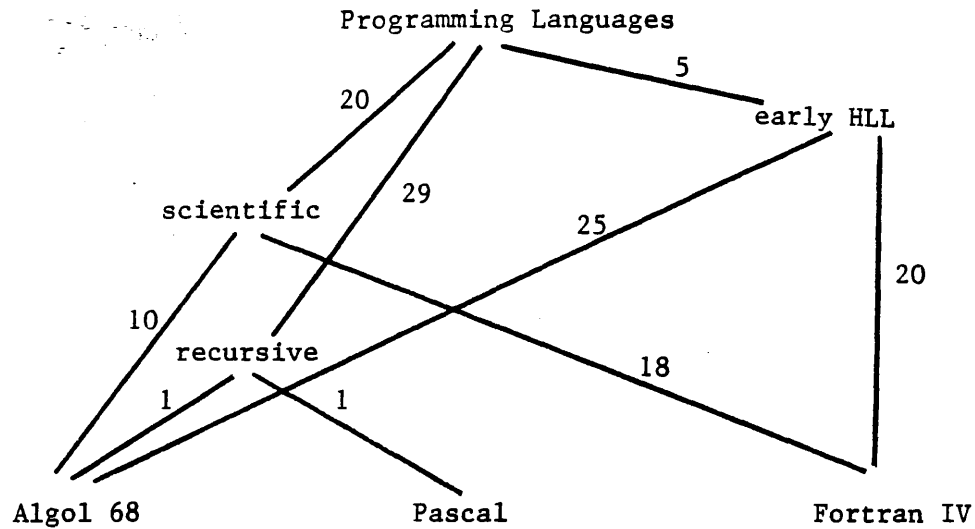 Programming Languages
5
20
early HLL
29
scientific
25
20
10
recursive
18
1
1
Algol 68
Pascal
Fortran IV